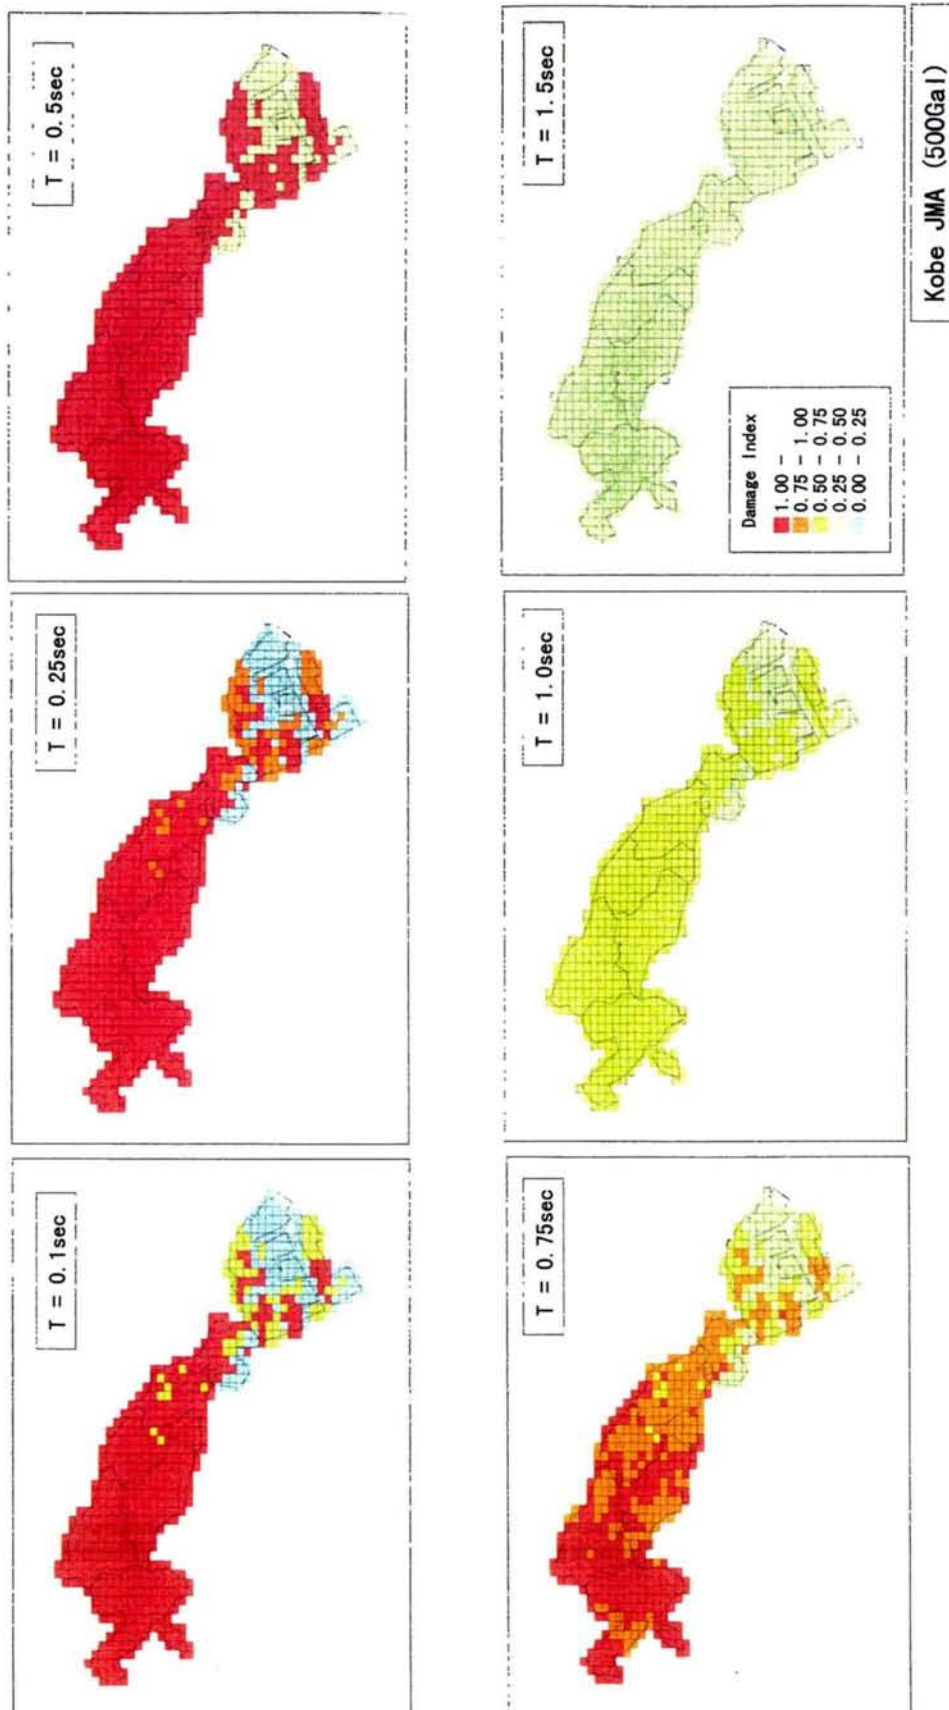 T = 0.1sec
T = 0.25sec
T = 0.5sec
T = 0.75sec
T = 1.0sec
T = 1.5sec
Damage Index
1.00 -
0.75 - 1.00
0.50 - 0.75
0.25 - 0.50
0.00 - 0.25
Kobe JMA (500Gal)